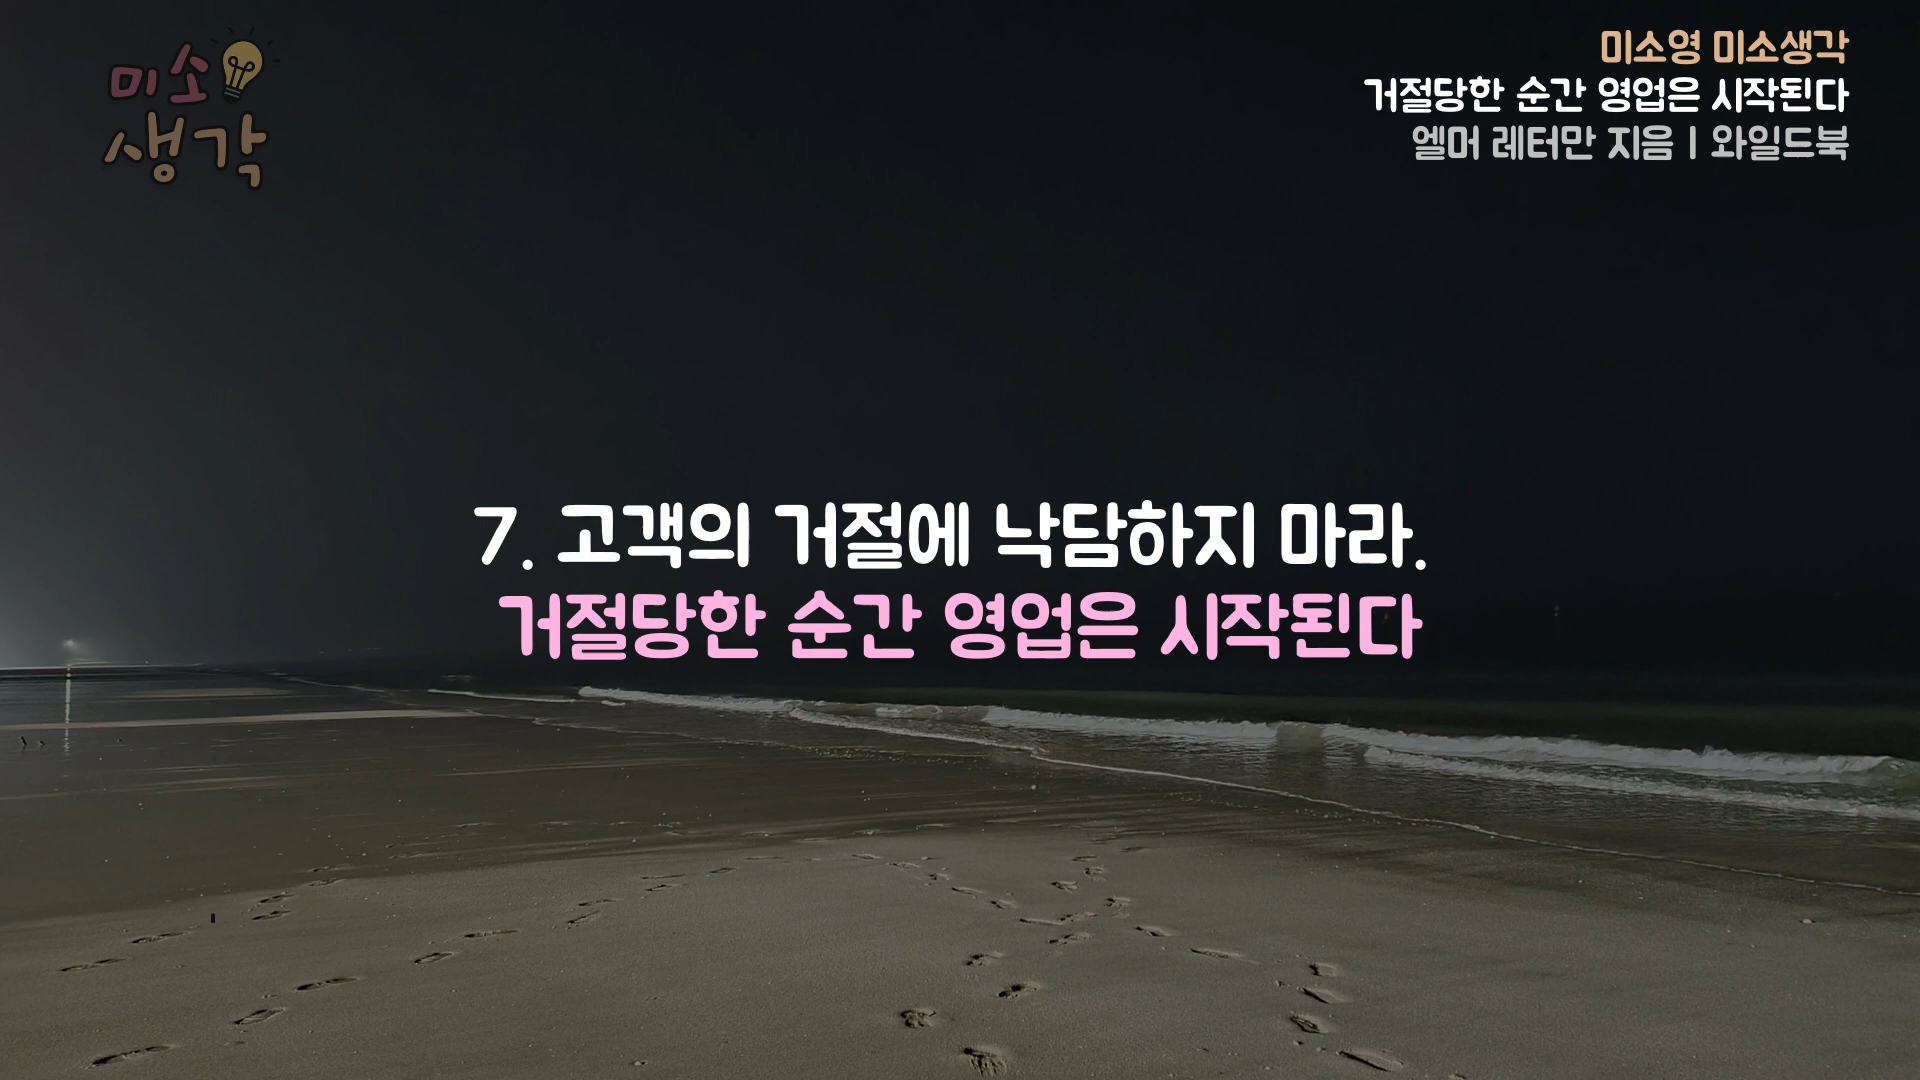 미소
생각
미소영 미소생각
거절당한 순간 영업은 시작된다
엘머 레터만 지음 | 와일드북
7. 고객의 거절에 낙담하지 마라.
거절당한 순간 영업은 시작된다